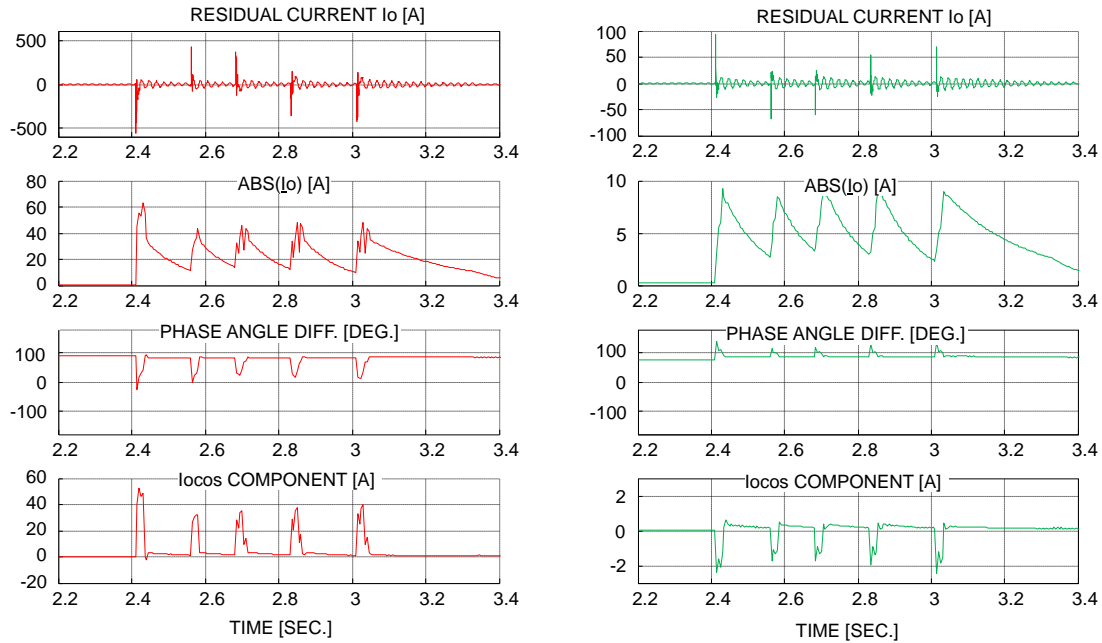 RESIDUAL CURRENT Io [A]
500
0
-500
2.2 2.4 2.6 2.8 3 3.2 3.4
ABS(Io) [A]
80
60
40
20
0
2.2 2.4 2.6 2.8 3 3.2 3.4
PHASE ANGLE DIFF. [DEG.]
100
0
-100
2.2 2.4 2.6 2.8 3 3.2 3.4
Iocos COMPONENT [A]
60
40
20
0
-20
2.2 2.4 2.6 2.8 3 3.2 3.4
TIME [SEC.]
RESIDUAL CURRENT Io [A]
100
50
0
-50
-100
2.2 2.4 2.6 2.8 3 3.2 3.4
ABS(Io) [A]
10
5
0
2.2 2.4 2.6 2.8 3 3.2 3.4
PHASE ANGLE DIFF. [DEG.]
100
0
-100
2.2 2.4 2.6 2.8 3 3.2 3.4
Iocos COMPONENT [A]
2
0
-2
2.2 2.4 2.6 2.8 3 3.2 3.4
TIME [SEC.]